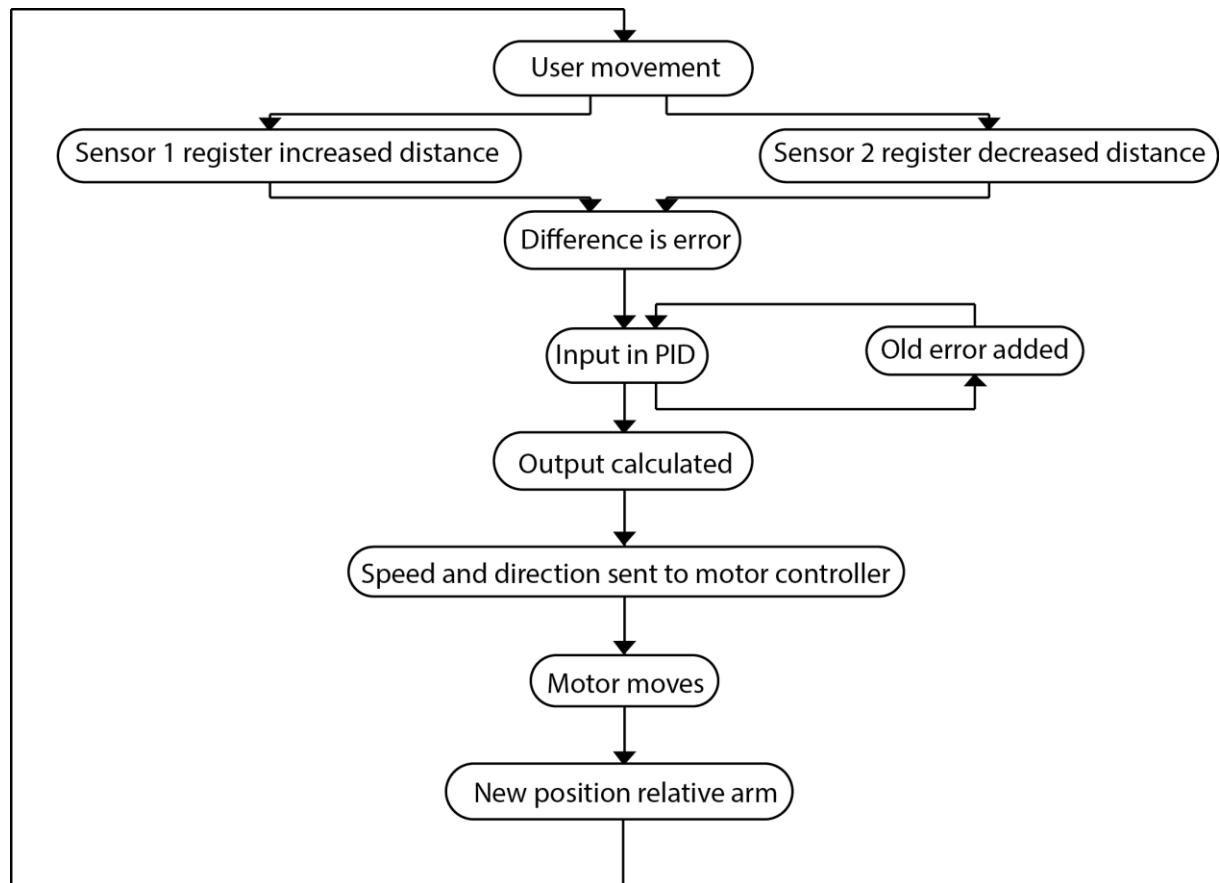 User movement
Sensor 1 register increased distance
Sensor 2 register decreased distance
Difference is error
Input in PID
Old error added
Output calculated
Speed and direction sent to motor controller
Motor moves
New position relative arm